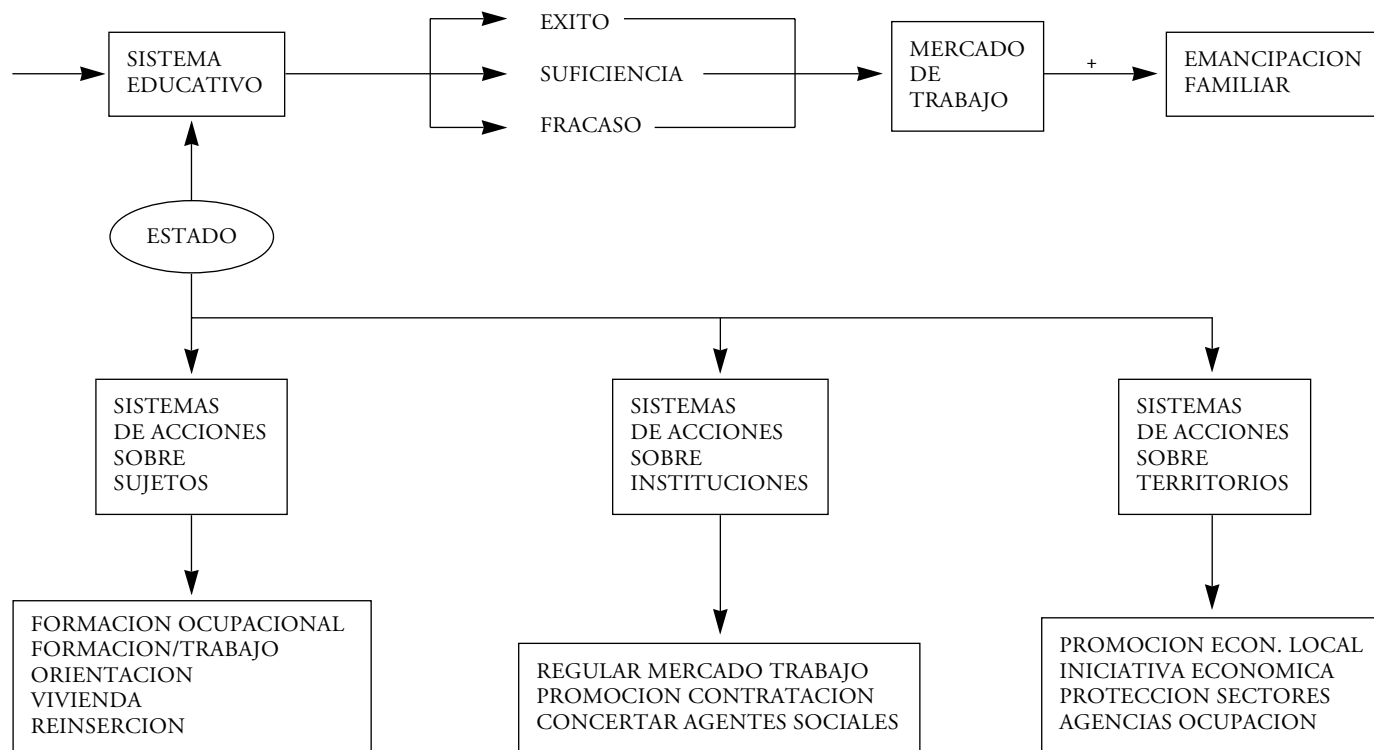 SISTEMA
EDUCATIVO
EXITO
SUFICIENCIA
FRACASO
MERCADO
DE
TRABAJO
+
EMANCIPACION
FAMILIAR
ESTADO
SISTEMAS
DE ACCIONES
SOBRE
SUJETOS
SISTEMAS
DE ACCIONES
SOBRE
INSTITUCIONES
SISTEMAS
DE ACCIONES
SOBRE
TERRITORIOS
FORMACION OCUPACIONAL
FORMACION/TRABAJO
ORIENTACION
VIVIENDA
REINSERCION
REGULAR MERCADO TRABAJO
PROMOCION CONTRATACION
CONCERTAR AGENTES SOCIALES
PROMOCION ECON. LOCAL
INICIATIVA ECONOMICA
PROTECCION SECTORES
AGENCIAS OCUPACION